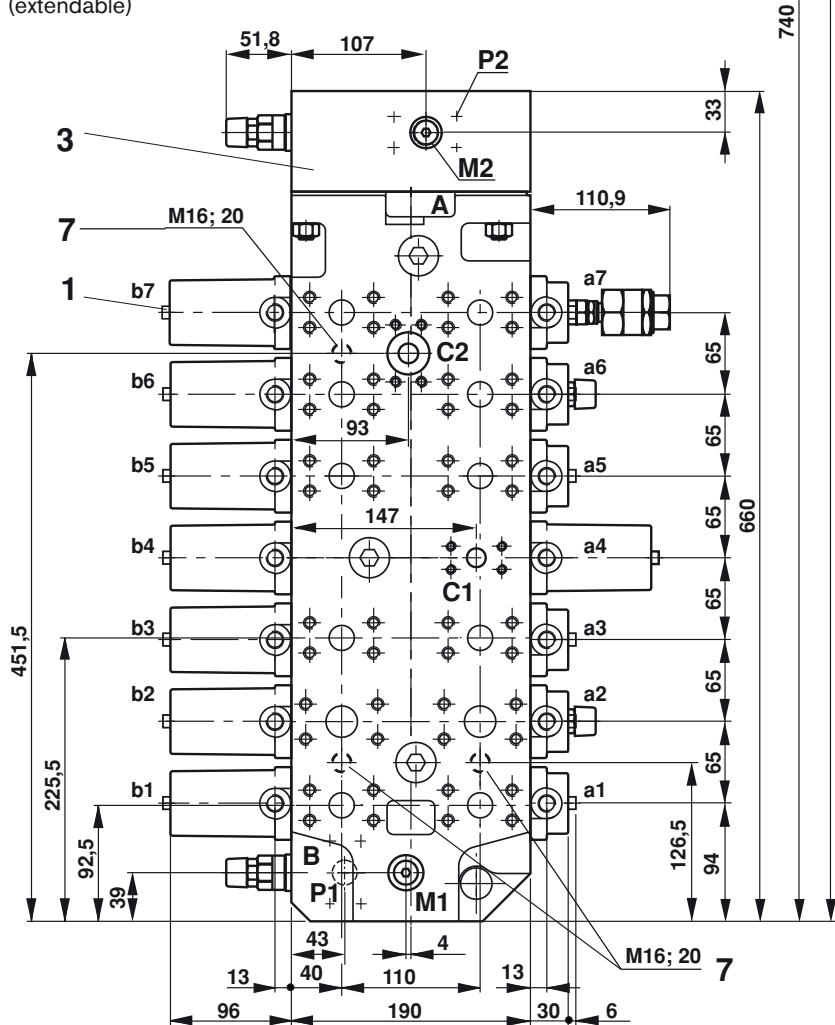 (extendable)
740
51,8
107
P2
33
3
M2
A
110,9
7
M16; 20
1
b7
a7
C2
65
b6
a6
93
65
b5
a5
147
65
660
b4
a4
C1
451,5
65
b3
a3
65
b2
a2
225,5
65
b1
a1
92,5
126,5
94
B
39
P1
M1
43
4
M16; 20
7
13
40
110
13
96
190
30
6